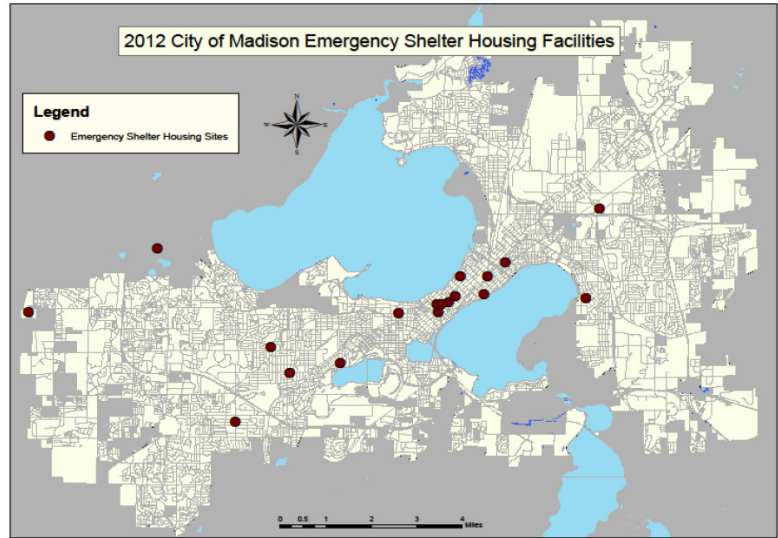 2012 City of Madison Emergency Shelter Housing Facilities
Legend
Emergency Shelter Housing Sites
N
W E
S
0 0.5 1 2 3 4
Miles